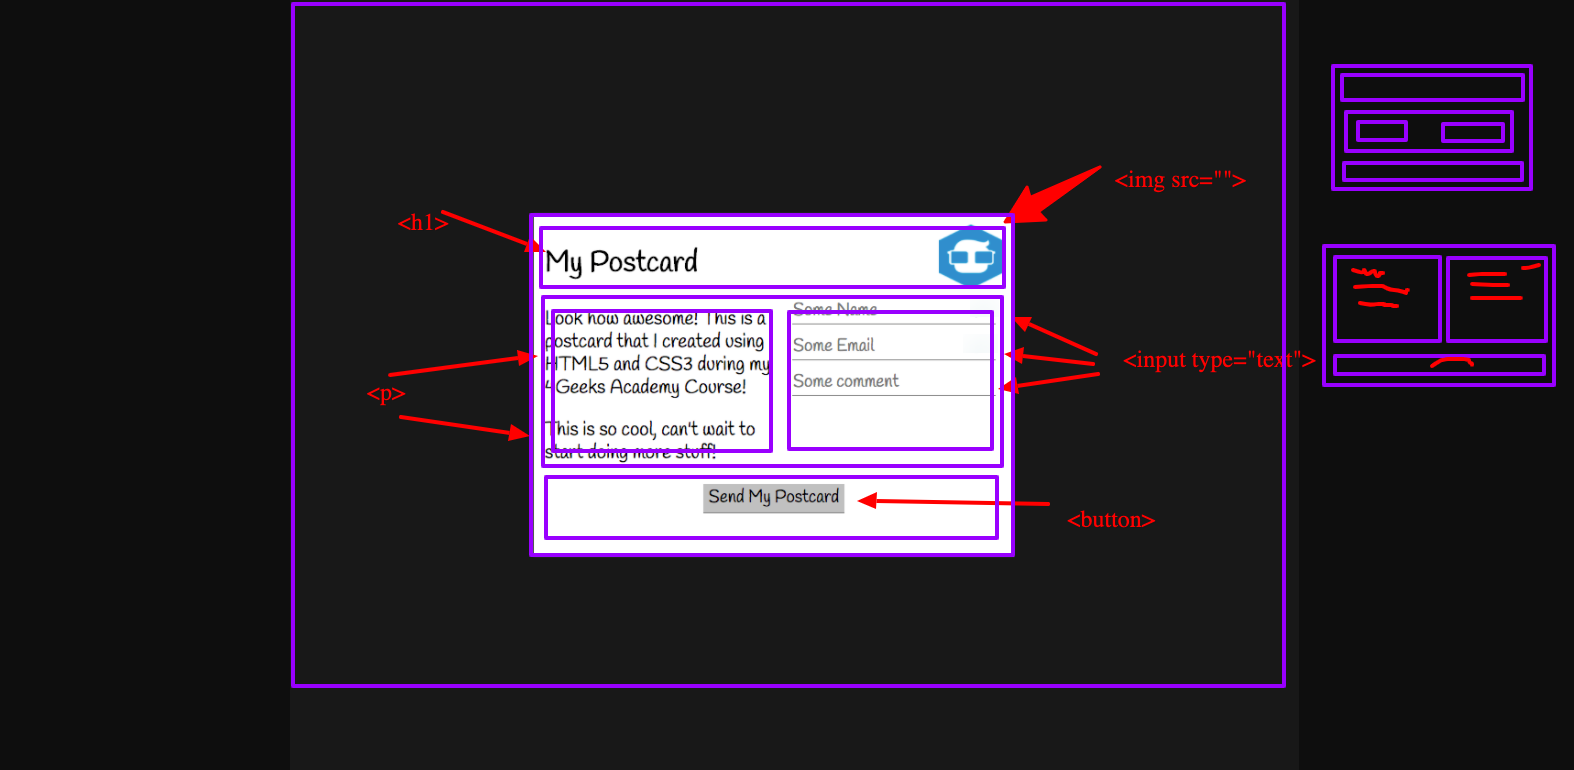 <img src="">
<h1>
My Postcard
Some Name
Look how awesome! This is a
postcard that I created using
Some Email
HTML5 and CSS3 during my
<input type="text">
Some comment
4Geeks Academy Course!
<p>
This is so cool, can't wait to
start doing more stuff!
Send My Postcard
<button>